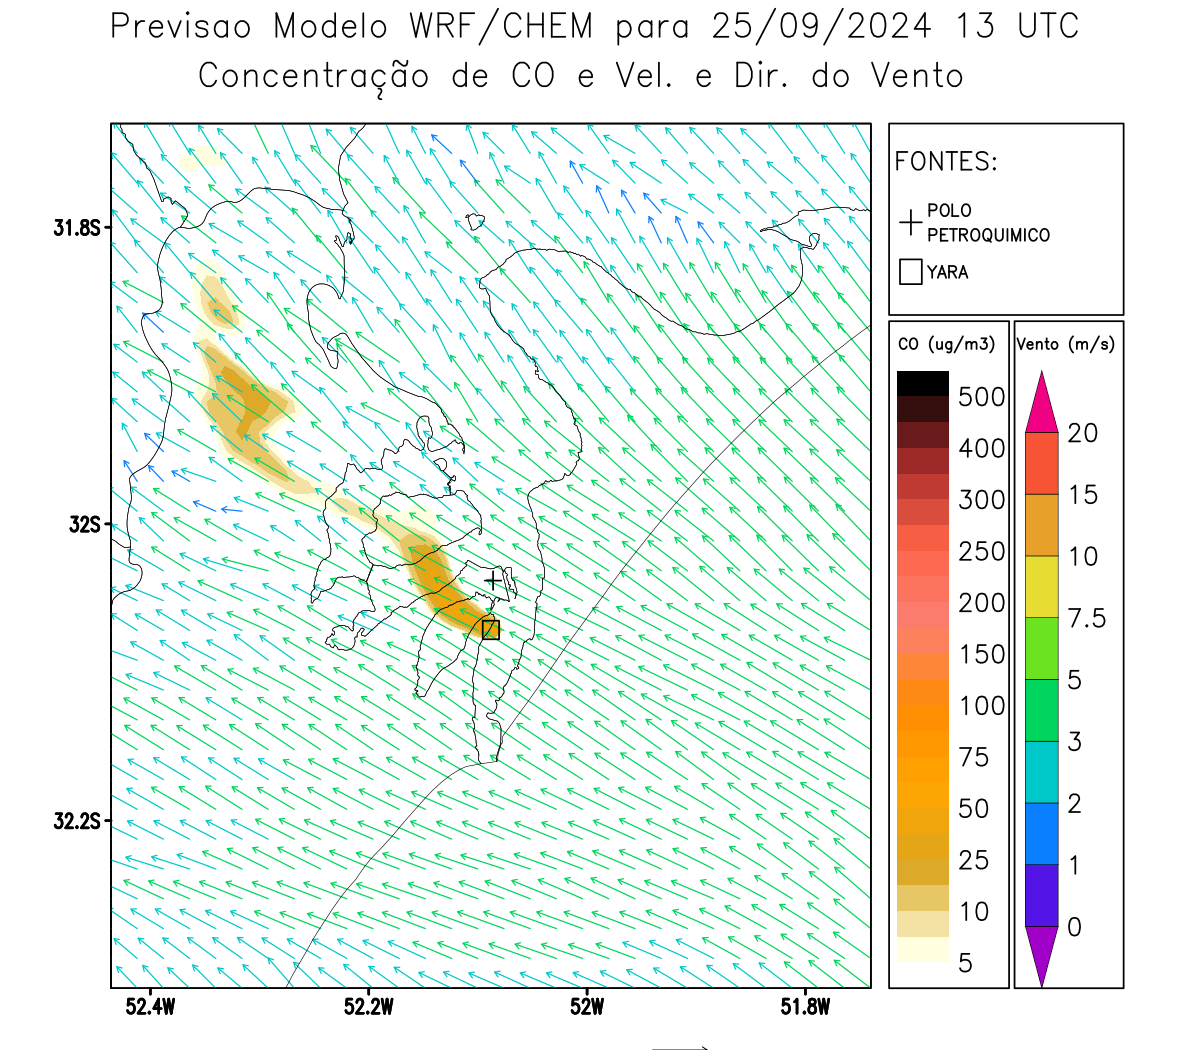 Previsao Modelo WRF/CHEM para 25/09/2024 13 UTC
Concentração de CO e Vel. e Dir. do Vento
FONTES:
POLO
PETROQUIMICO
YARA
CO (ug/m3)
500
400
300
250
200
150
100
75
50
25
10
5
Vento (m/s)
20
15
10
7.5
5
3
2
1
0
31.8S
32S
32.2S
52.4W
52.2W
52W
51.8W